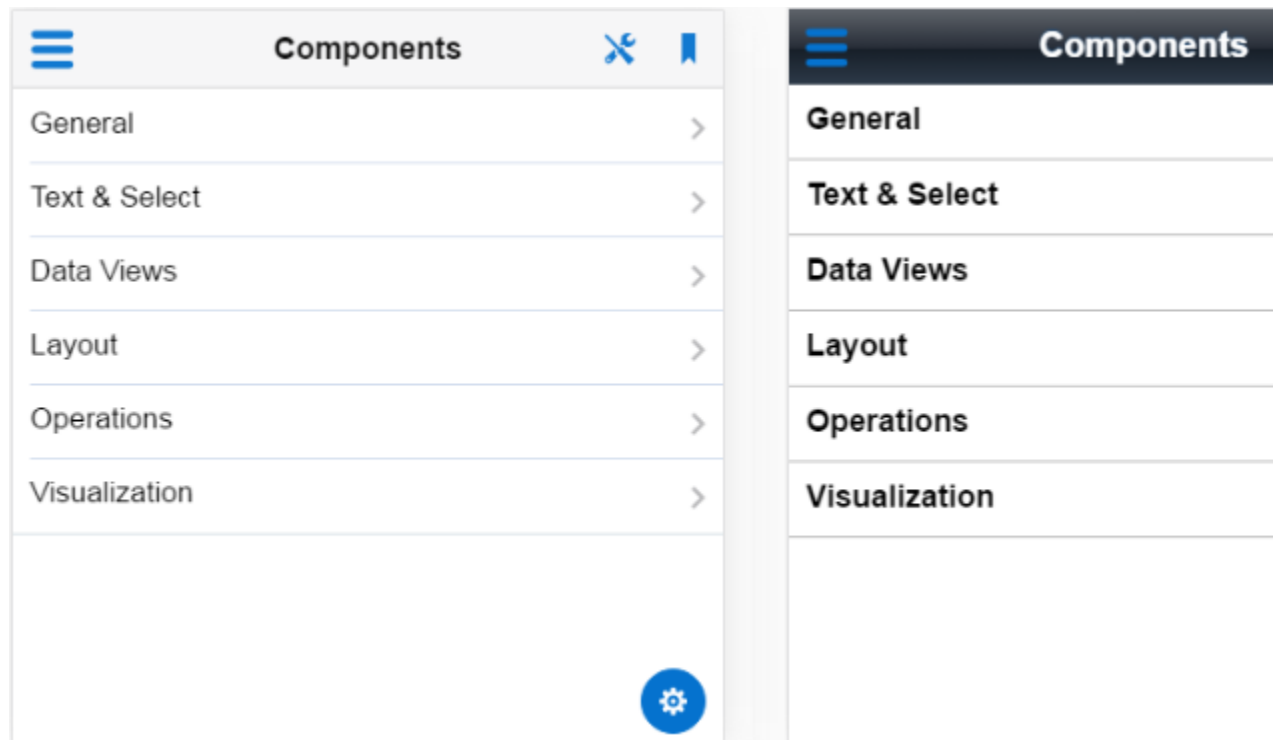 Components
General
Text & Select
Data Views
Layout
Operations
Visualization
Components
General
Text & Select
Data Views
Layout
Operations
Visualization